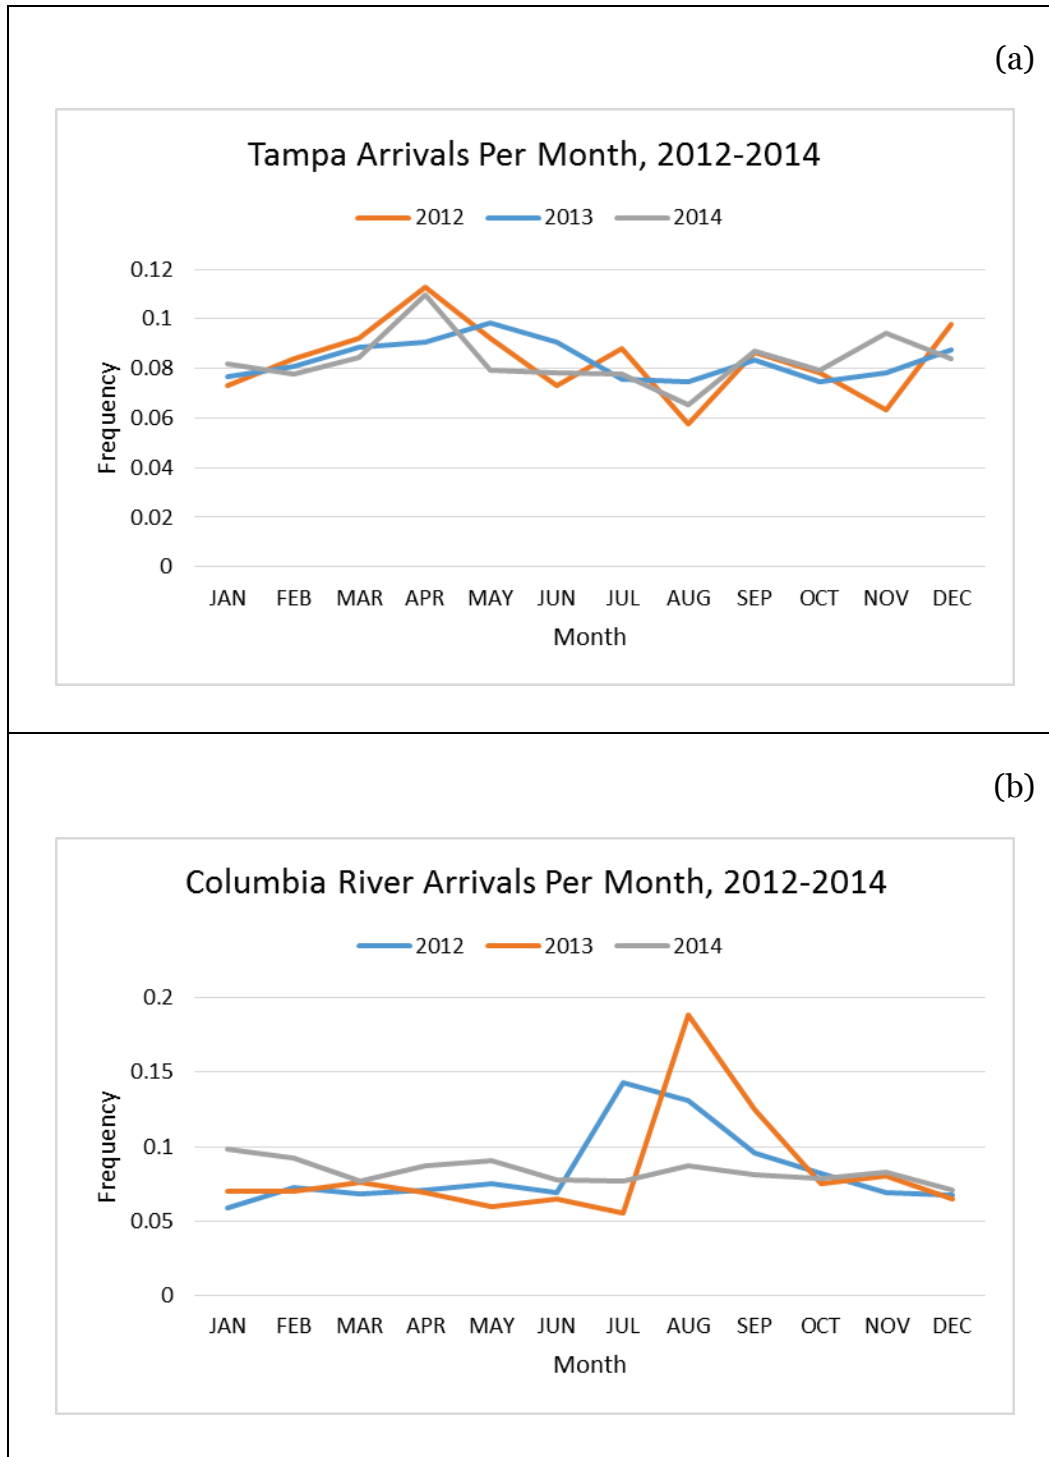 (a)
Tampa Arrivals Per Month, 2012-2014
2012 2013 2014
0.12
0.1
0.08
0.06
0.04
0.02
0
Frequency
JAN FEB MAR APR MAY JUN JUL AUG SEP OCT NOV DEC
Month
(b)
Columbia River Arrivals Per Month, 2012-2014
2012 2013 2014
0.2
0.15
0.1
0.05
0
Frequency
JAN FEB MAR APR MAY JUN JUL AUG SEP OCT NOV DEC
Month